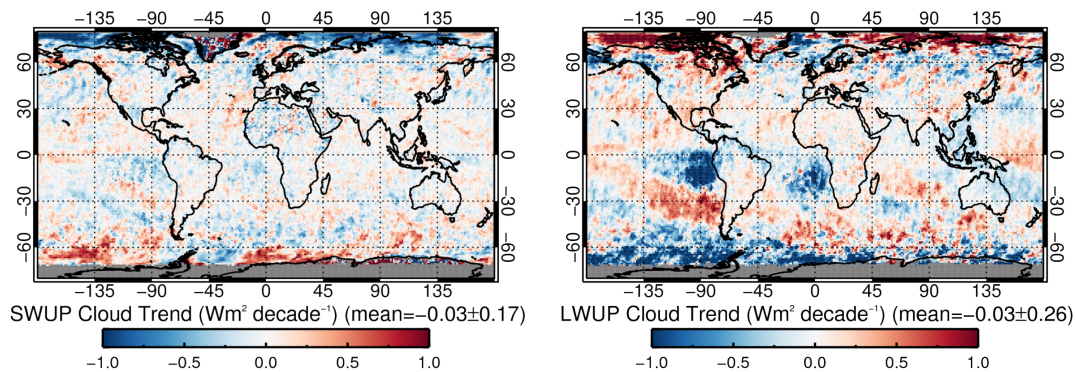 −135 −90 −45 0 45 90 135 −135 −90 −45 0 45 90 135
60 60 60 60
30 30 30 30
0 0 0 0
−30 −30 −30 −30
−60 −60 −60 −60
−135 −90 −45 0 45 90 135 −135 −90 −45 0 45 90 135
SWUP Cloud Trend (Wm² decade⁻¹) (mean=−0.03±0.17) LWUP Cloud Trend (Wm² decade⁻¹) (mean=−0.03±0.26)
−1.0 −0.5 0.0 0.5 1.0 −1.0 −0.5 0.0 0.5 1.0